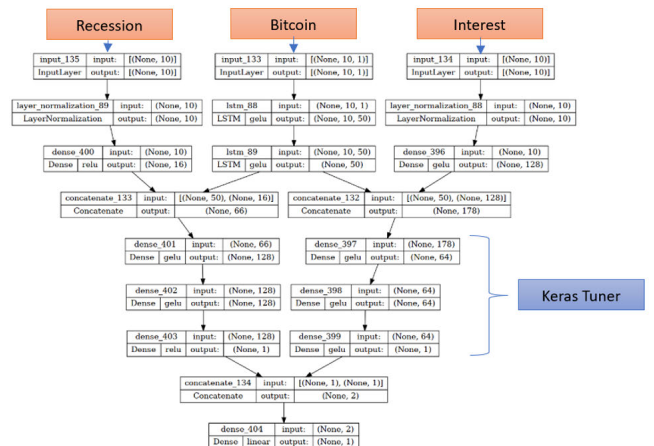 Recession Bitcoin Interest
input_135 input: [(None, 10)] input_133 input: [(None, 10, 1)] input_134 input: [(None, 10)]
InputLayer output: [(None, 10)] InputLayer output: [(None, 10, 1)] InputLayer output: [(None, 10)]
layer_normalization_89 input: (None, 10) lstm_88 input: (None, 10, 1) layer_normalization_88 input: (None, 10)
LayerNormalization output: (None, 10) LSTM gelu output: (None, 10, 50) LayerNormalization output: (None, 10)
dense_400 input: (None, 10) lstm_89 input: (None, 10, 50) dense_396 input: (None, 10)
Dense relu output: (None, 16) LSTM gelu output: (None, 50) Dense gelu output: (None, 128)
concatenate_133 input: [(None, 50), (None, 16)] concatenate_132 input: [(None, 50), (None, 128)]
Concatenate output: (None, 66) Concatenate output: (None, 178)
dense_401 input: (None, 66) dense_397 input: (None, 178)
Dense gelu output: (None, 128) Dense gelu output: (None, 64)
dense_402 input: (None, 128) dense_398 input: (None, 64)
Dense gelu output: (None, 128) Dense gelu output: (None, 64)
Keras Tuner
dense_403 input: (None, 128) dense_399 input: (None, 64)
Dense relu output: (None, 1) Dense gelu output: (None, 1)
concatenate_134 input: [(None, 1), (None, 1)]
Concatenate output: (None, 2)
dense_404 input: (None, 2)
Dense linear output: (None, 1)